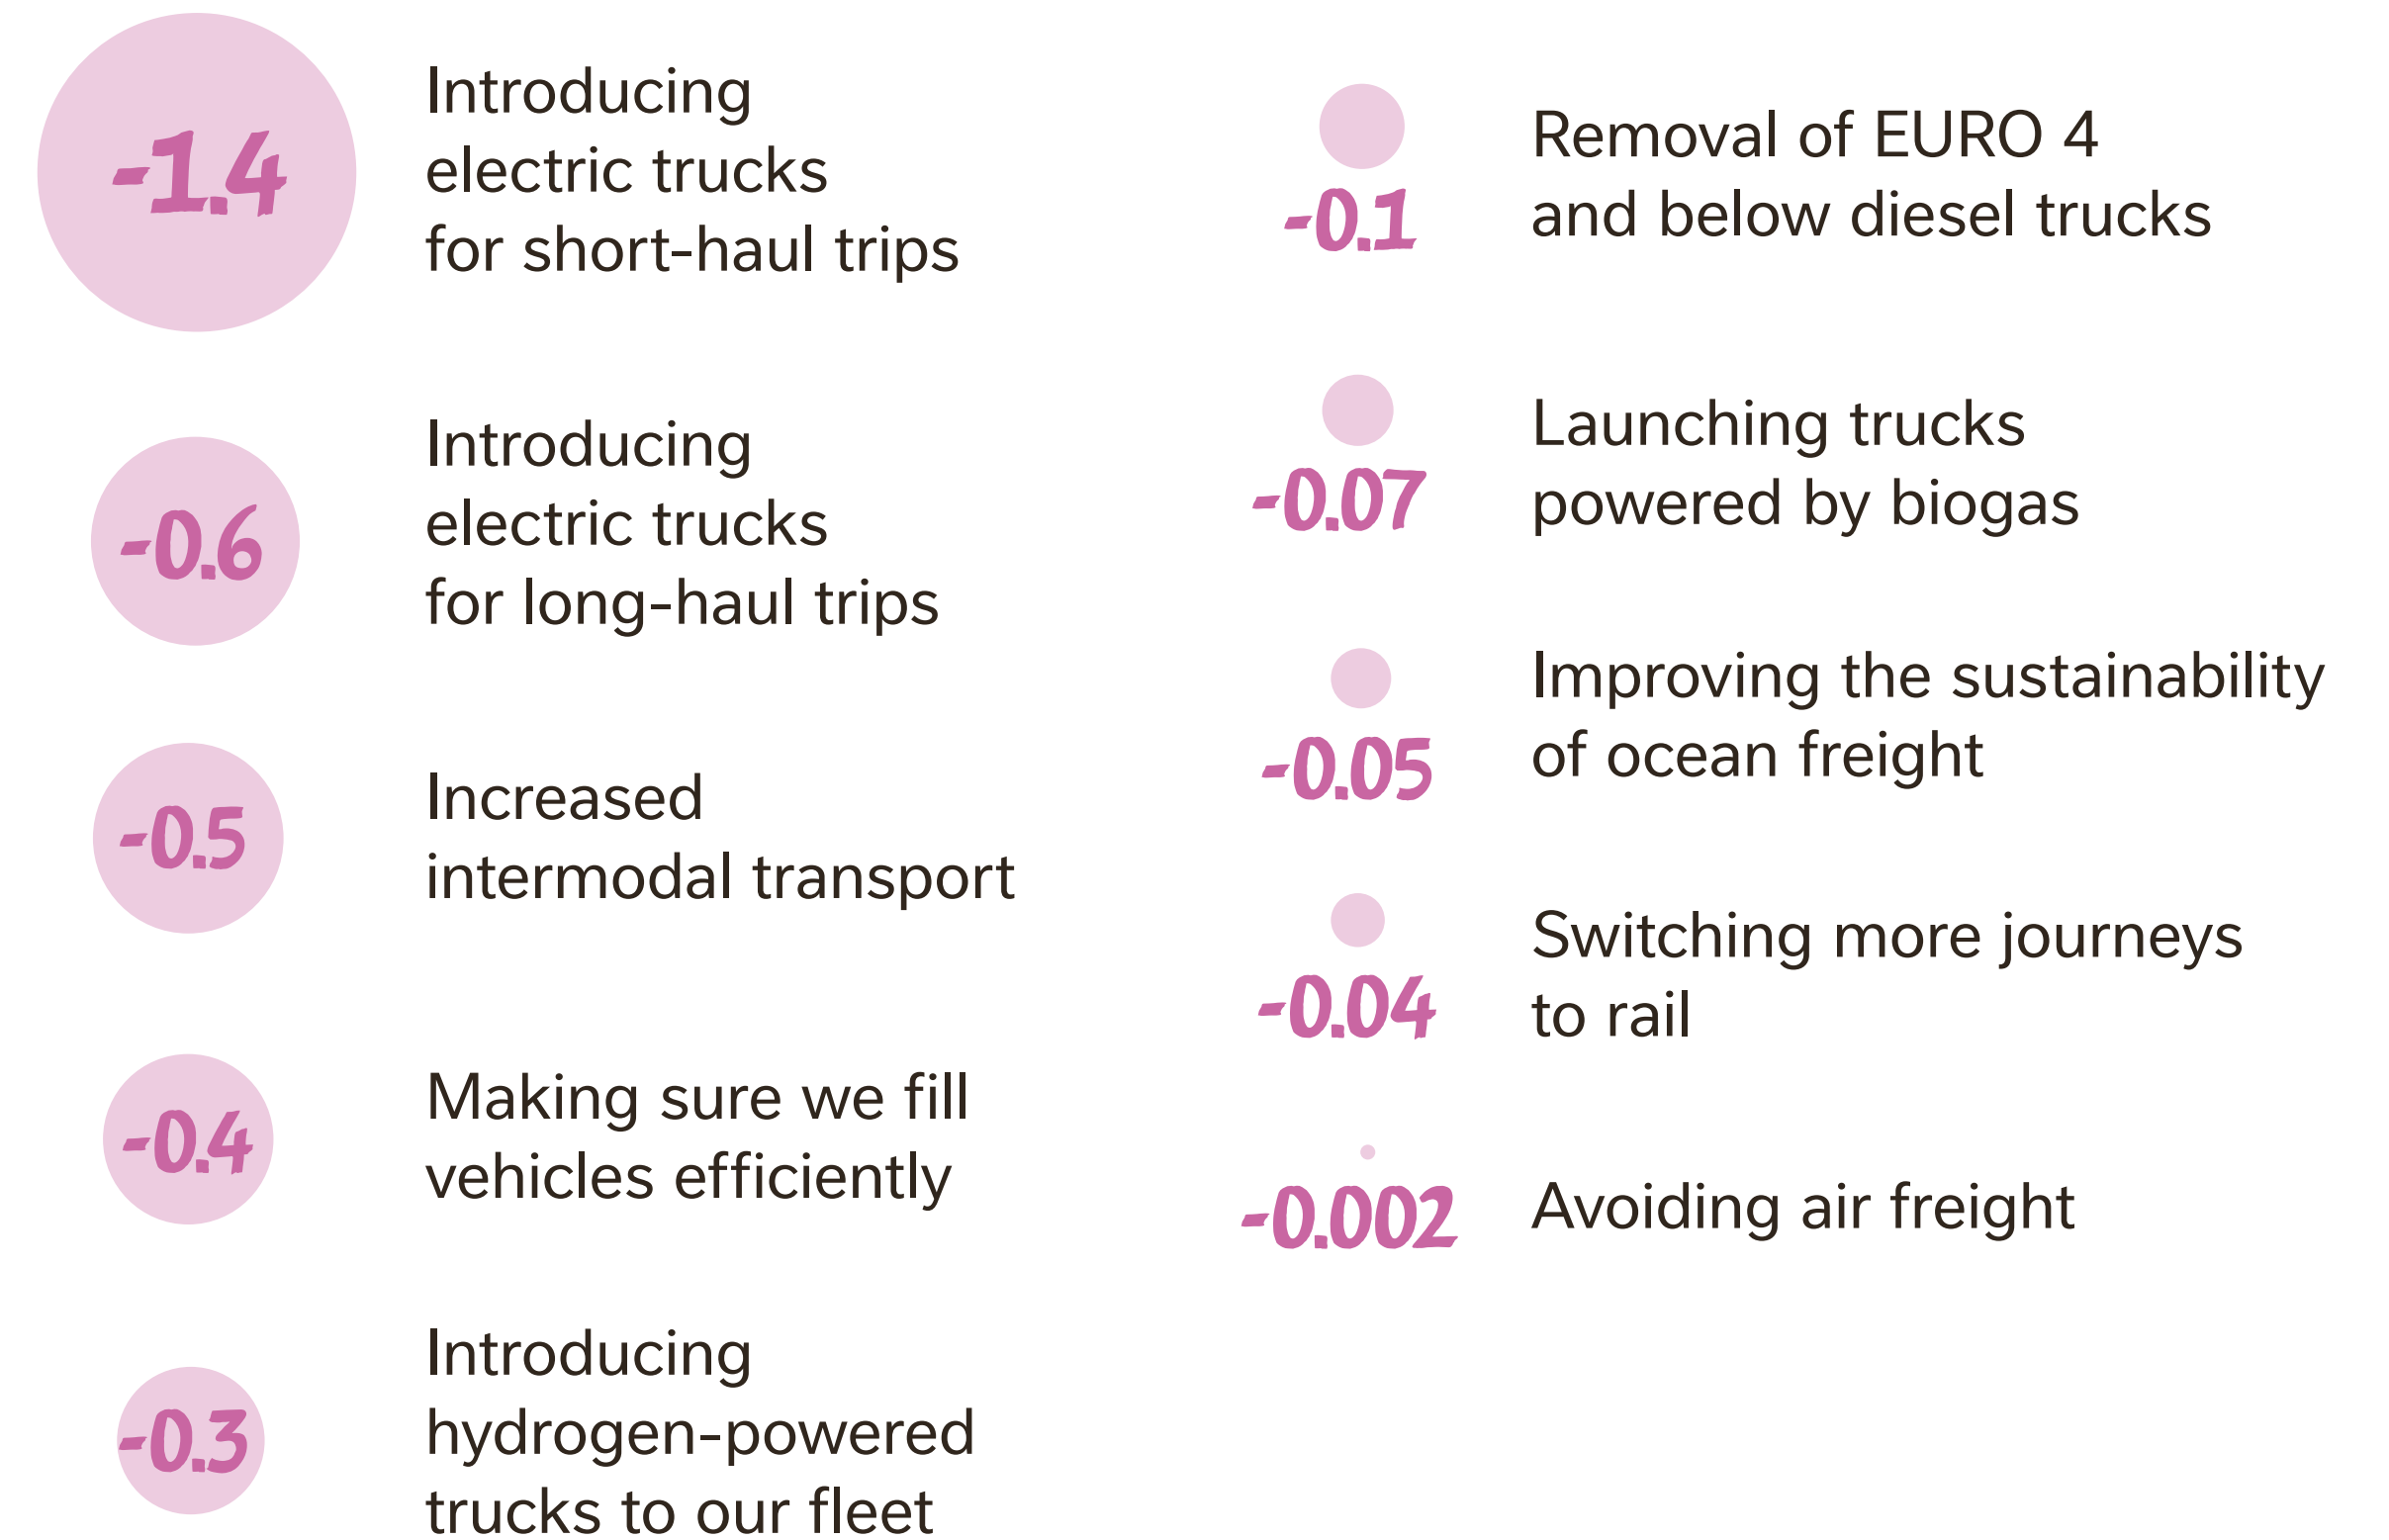 -1.4
Introducing
electric trucks
for short-haul trips
-0.6
Introducing
electric trucks
for long-haul trips
-0.5
Increased
intermodal transport
-0.4
Making sure we fill
vehicles efficiently
-0.3
Introducing
hydrogen-powered
trucks to our fleet
-0.1
Removal of EURO 4
and below diesel trucks
-0.07
Launching trucks
powered by biogas
-0.05
Improving the sustainability
of ocean freight
-0.04
Switching more journeys
to rail
-0.002
Avoiding air freight